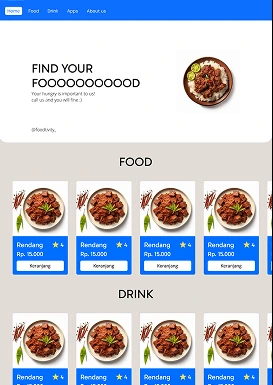 Home Food Drink Apps About us
FIND YOUR
FOOOOOOOOOOD
Your hungry is important to us!
call us and you will fine :)
@foodtvity_
FOOD
Rendang 4 Rendang 4 Rendang 4 Rendang 4
Rp. 15.000 Rp. 15.000 Rp. 15.000 Rp. 15.000
Keranjang Keranjang Keranjang Keranjang
DRINK
Rendang 4 Rendang 4 Rendang 4 Rendang 4